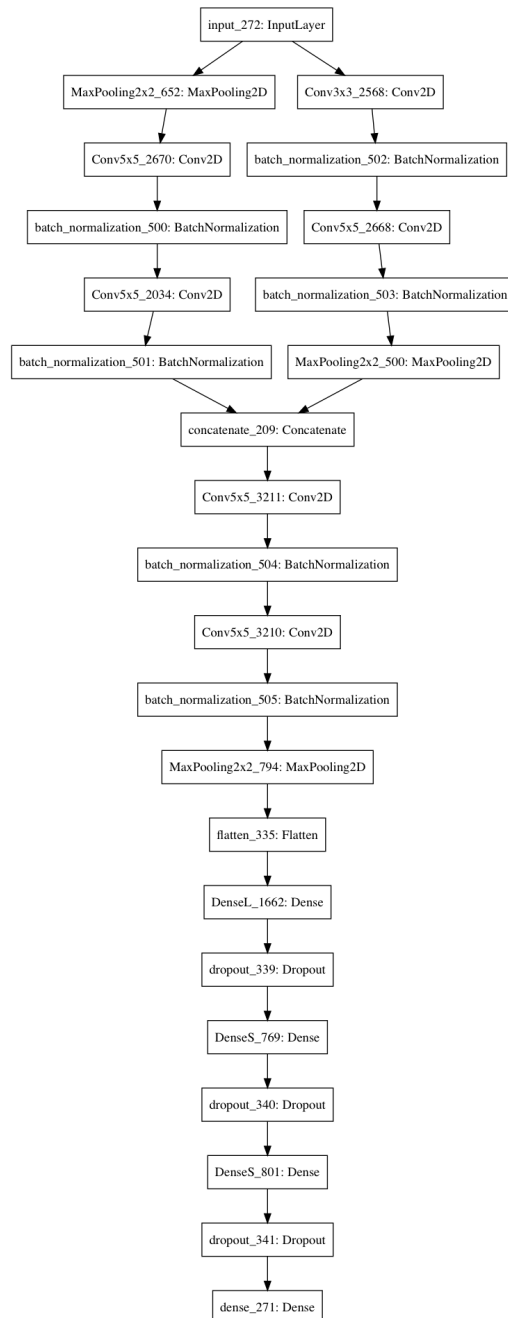 input_272: InputLayer
MaxPooling2x2_652: MaxPooling2D
Conv3x3_2568: Conv2D
Conv5x5_2670: Conv2D
batch_normalization_502: BatchNormalization
batch_normalization_500: BatchNormalization
Conv5x5_2668: Conv2D
Conv5x5_2034: Conv2D
batch_normalization_503: BatchNormalization
batch_normalization_501: BatchNormalization
MaxPooling2x2_500: MaxPooling2D
concatenate_209: Concatenate
Conv5x5_3211: Conv2D
batch_normalization_504: BatchNormalization
Conv5x5_3210: Conv2D
batch_normalization_505: BatchNormalization
MaxPooling2x2_794: MaxPooling2D
flatten_335: Flatten
DenseL_1662: Dense
dropout_339: Dropout
DenseS_769: Dense
dropout_340: Dropout
DenseS_801: Dense
dropout_341: Dropout
dense_271: Dense